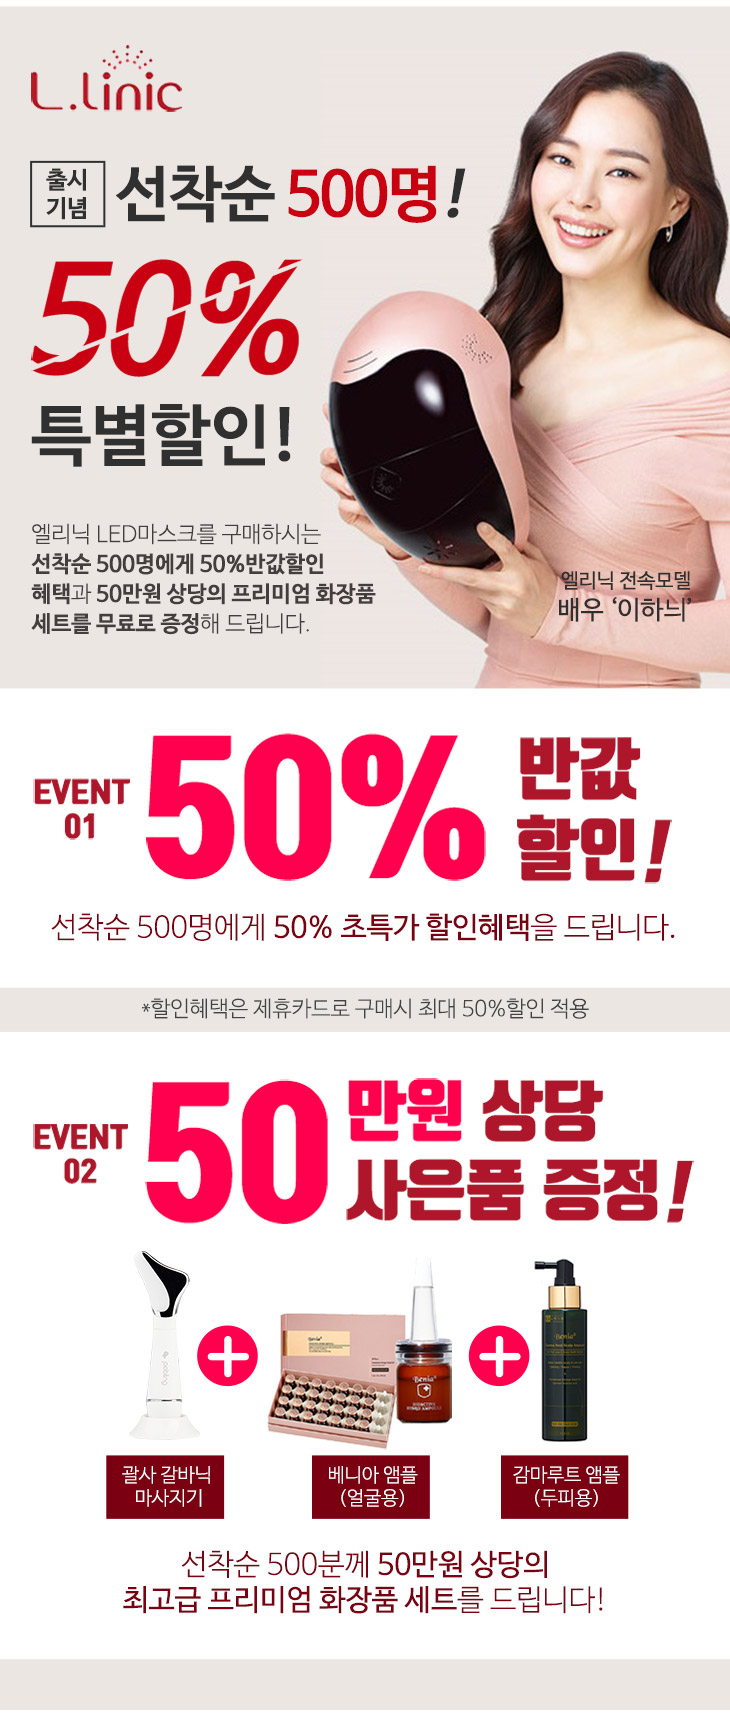 L.linic
출시
기념
선착순 500명!
50%
특별할인!
엘리닉 LED마스크를 구매하시는
선착순 500명에게 50%반값할인
혜택과 50만원 상당의 프리미엄 화장품
세트를 무료로 증정해 드립니다.
엘리닉 전속모델
배우 ‘이하늬’
EVENT
01
50%
반값
할인!
선착순 500명에게 50% 초특가 할인혜택을 드립니다.
*할인혜택은 제휴카드로 구매시 최대 50%할인 적용
EVENT
02
50만원 상당
사은품 증정!
pobling
Benia
Benia
Benia
괄사 갈바닉
마사지기
베니아 앰플
(얼굴용)
감마루트 앰플
(두피용)
선착순 500분께 50만원 상당의
최고급 프리미엄 화장품 세트를 드립니다!